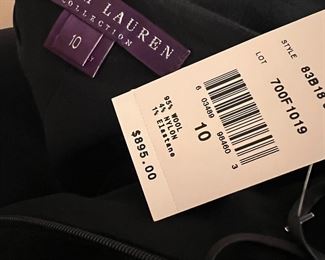 LAUREN
COLLECTION
10
STYLE 83B18
LOT 700F1019
95% WOOL
4% NYLON
1% Elastane
10
$895.00